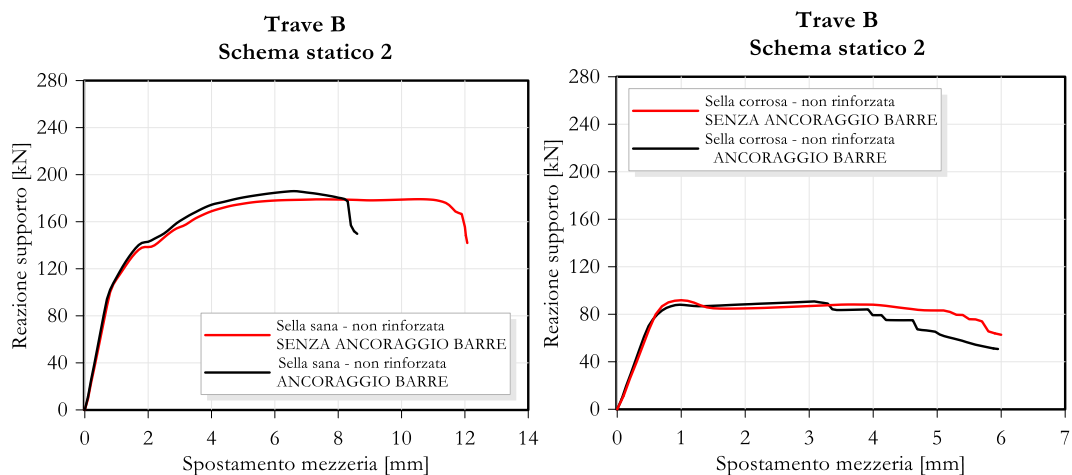 Trave B
Schema statico 2
280
240
200
160
120
80
40
0
Reazione supporto [kN]
Sella sana - non rinforzata
SENZA ANCORAGGIO BARRE
Sella sana - non rinforzata
ANCORAGGIO BARRE
0 2 4 6 8 10 12 14
Spostamento mezzeria [mm]
Trave B
Schema statico 2
280
240
200
160
120
80
40
0
Reazione supporto [kN]
Sella corrosa - non rinforzata
SENZA ANCORAGGIO BARRE
Sella corrosa - non rinforzata
ANCORAGGIO BARRE
0 1 2 3 4 5 6 7
Spostamento mezzeria [mm]